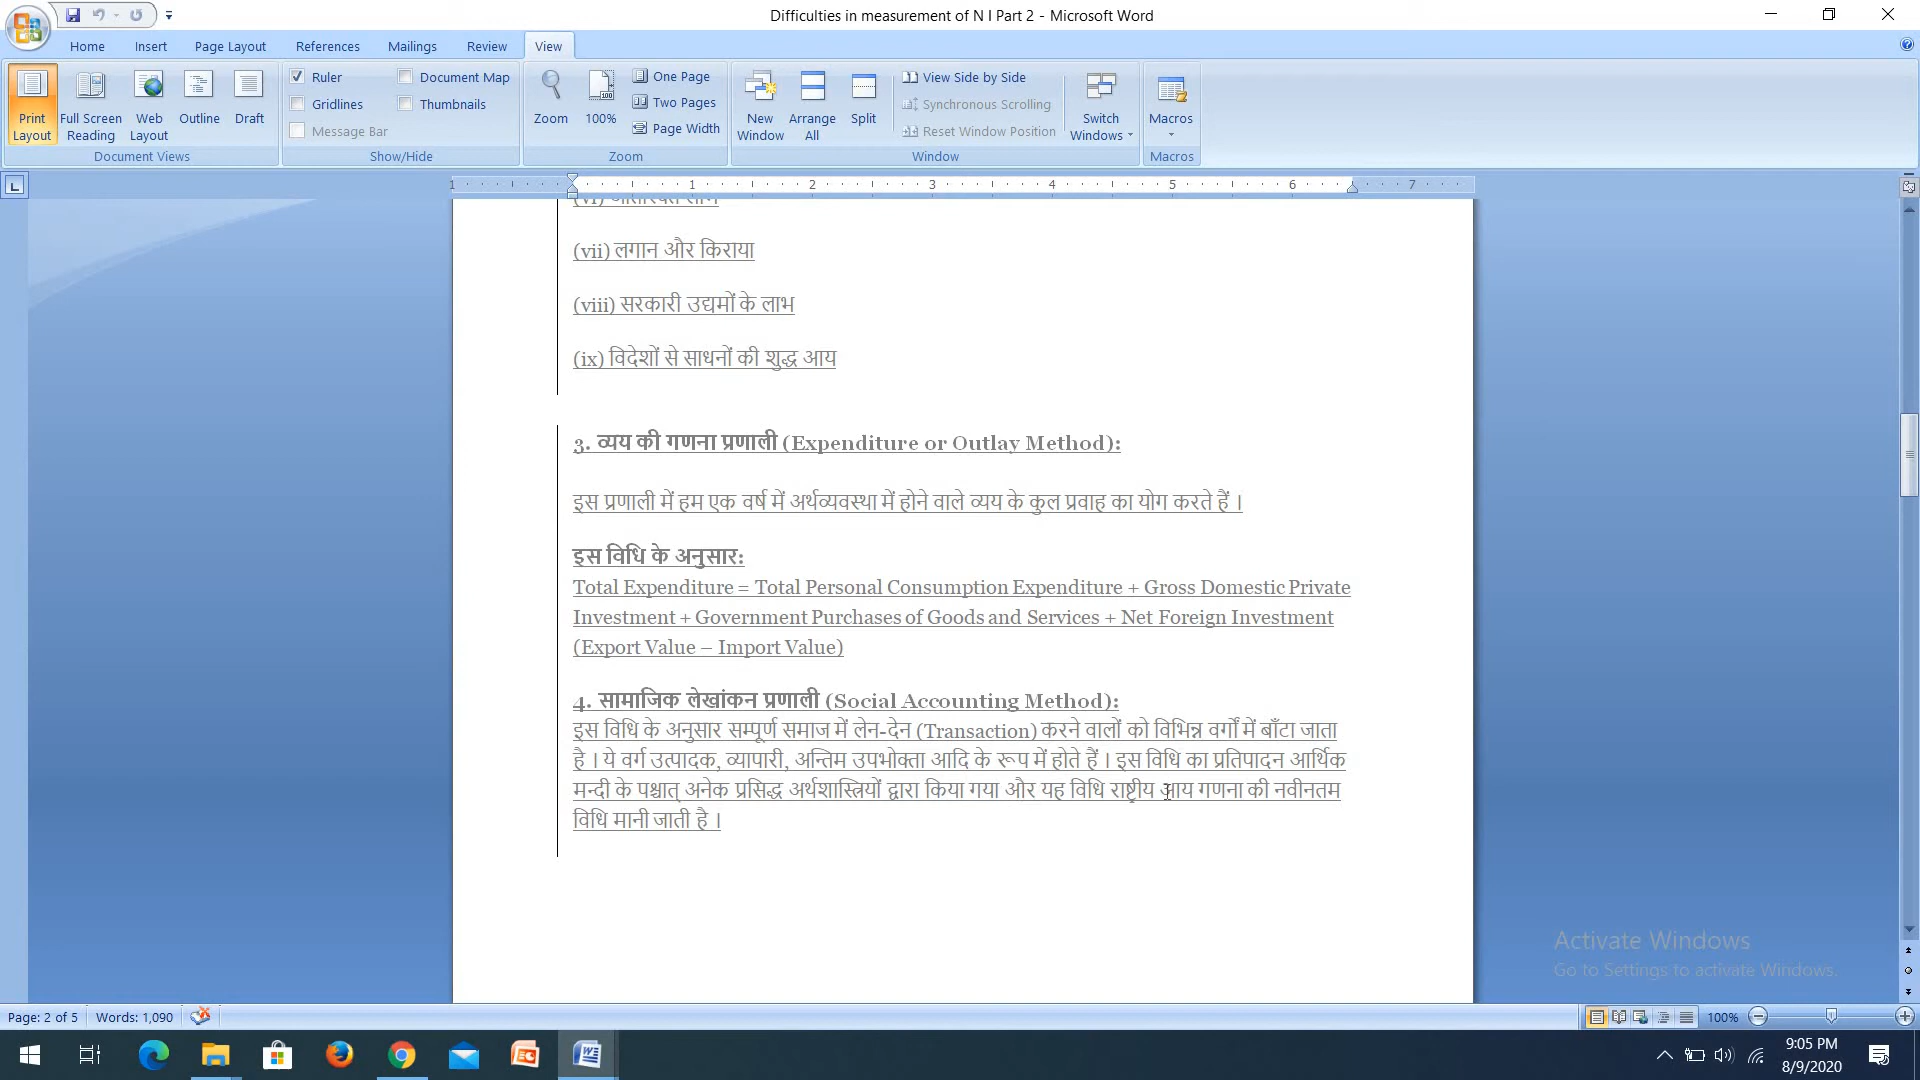 Difficulties in measurement of N I Part 2 - Microsoft Word
Home Insert Page Layout References Mailings Review View
Print Layout
Full Screen Reading
Web Layout
Outline
Draft
Document Views
Ruler
Gridlines
Message Bar
Document Map
Thumbnails
Show/Hide
Zoom
100%
One Page
Two Pages
Page Width
Zoom
New Window
Arrange All
Split
View Side by Side
Synchronous Scrolling
Reset Window Position
Switch Windows
Window
Macros
Macros
1 1 2 3 4 5 6 7
(vii) लगान और किराया
(viii) सरकारी उद्यमों के लाभ
(ix) विदेशों से साधनों की शुद्ध आय
3. व्यय की गणना प्रणाली (Expenditure or Outlay Method):
इस प्रणाली में हम एक वर्ष में अर्थव्यवस्था में होने वाले व्यय के कुल प्रवाह का योग करते हैं ।
इस विधि के अनुसार:
Total Expenditure = Total Personal Consumption Expenditure + Gross Domestic Private
Investment + Government Purchases of Goods and Services + Net Foreign Investment
(Export Value – Import Value)
4. सामाजिक लेखांकन प्रणाली (Social Accounting Method):
इस विधि के अनुसार सम्पूर्ण समाज में लेन-देन (Transaction) करने वालों को विभिन्न वर्गों में बाँटा जाता
है । ये वर्ग उत्पादक, व्यापारी, अन्तिम उपभोक्ता आदि के रूप में होते हैं । इस विधि का प्रतिपादन आर्थिक
मन्दी के पश्चात् अनेक प्रसिद्ध अर्थशास्त्रियों द्वारा किया गया और यह विधि राष्ट्रीय आय गणना की नवीनतम
विधि मानी जाती है ।
Activate Windows
Go to Settings to activate Windows.
Page: 2 of 5 Words: 1,090
100%
9:05 PM
8/9/2020